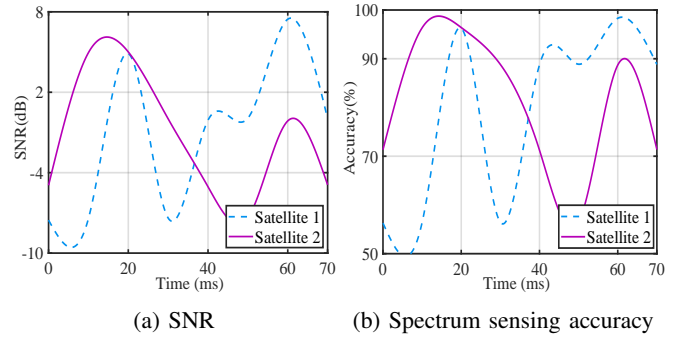 8
2
-4
-10
SNR(dB)
0 20 40 60 70
Time (ms)
Satellite 1
Satellite 2
(a) SNR
100
90
70
50
Accuracy(%)
0 20 40 60 70
Time (ms)
Satellite 1
Satellite 2
(b) Spectrum sensing accuracy